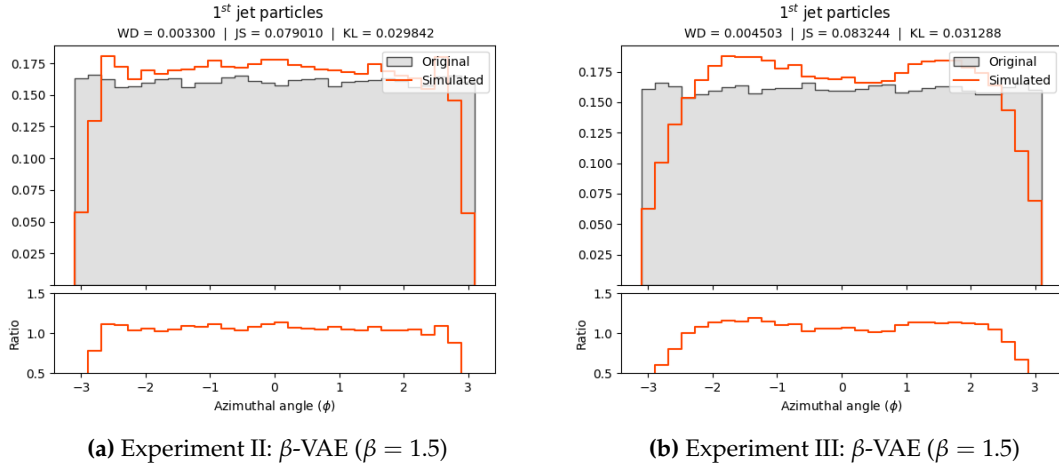 1st jet particles
WD = 0.003300 | JS = 0.079010 | KL = 0.029842
0.175
0.150
0.125
0.100
0.075
0.050
0.025
Original
Simulated
1.5
1.0
0.5
Ratio
−3 −2 −1 0 1 2 3
Azimuthal angle (ϕ)
(a) Experiment II: β-VAE (β = 1.5)
1st jet particles
WD = 0.004503 | JS = 0.083244 | KL = 0.031288
0.175
0.150
0.125
0.100
0.075
0.050
0.025
Original
Simulated
1.5
1.0
0.5
Ratio
−3 −2 −1 0 1 2 3
Azimuthal angle (ϕ)
(b) Experiment III: β-VAE (β = 1.5)